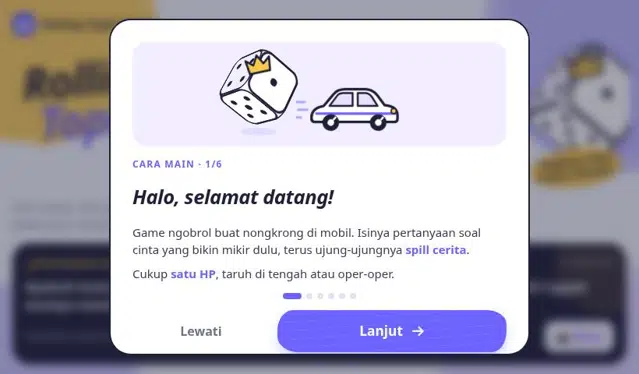 CARA MAIN · 1/6
Halo, selamat datang!
Game ngobrol buat nongkrong di mobil. Isinya pertanyaan soal
cinta yang bikin mikir dulu, terus ujung-ujungnya spill cerita.
Cukup satu HP, taruh di tengah atau oper-oper.
Lewati
Lanjut →